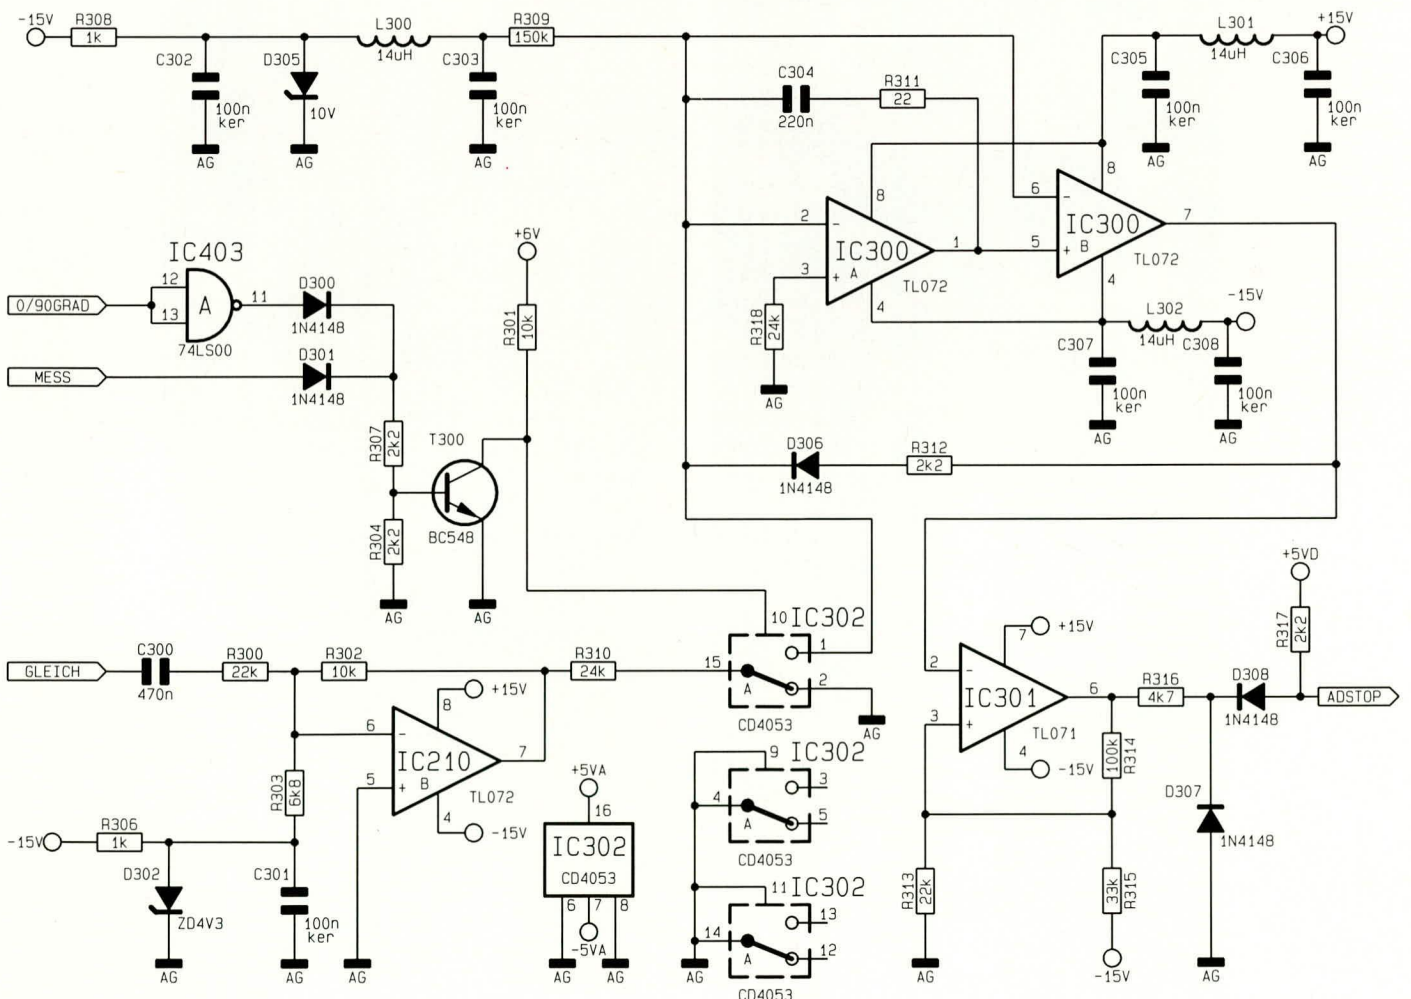 -15V
R308
1k
C302
100n
ker
AG
D305
10V
AG
L300
14uH
C303
100n
ker
AG
R309
150k
C304
220n
R311
22
L301
14uH
+15V
C305
100n
ker
AG
C306
100n
ker
AG
8
2
-
IC300
3
+
A
1
TL072
4
R318
24k
AG
6
-
8
IC300
5
+
B
7
TL072
4
L302
14uH
-15V
C307
100n
ker
AG
C308
100n
ker
AG
IC403
0/90GRAD
12
13
A
11
74LS00
D300
1N4148
MESS
D301
1N4148
+6V
R301
10k
R307
2k2
T300
BC548
R304
2k2
AG
AG
D306
1N4148
R312
2k2
GLEICH
C300
470n
R300
22k
R302
10k
R310
24k
10
IC302
15
1
2
A
CD4053
AG
6
-
8
+15V
IC210
5
+
B
7
TL072
4
-15V
R303
6k8
-15V
R306
1k
D302
ZD4V3
AG
C301
100n
ker
AG
AG
+5VA
16
IC302
CD4053
6
7
8
-5VA
AG
AG
9
IC302
4
3
5
A
CD4053
11
IC302
14
13
12
A
CD4053
AG
2
-
7
+15V
IC301
3
+
6
TL071
4
-15V
R316
4k7
R314
100k
R313
22k
AG
R315
33k
-15V
D307
1N4148
AG
D308
1N4148
+5VD
R317
2k2
ADSTOP